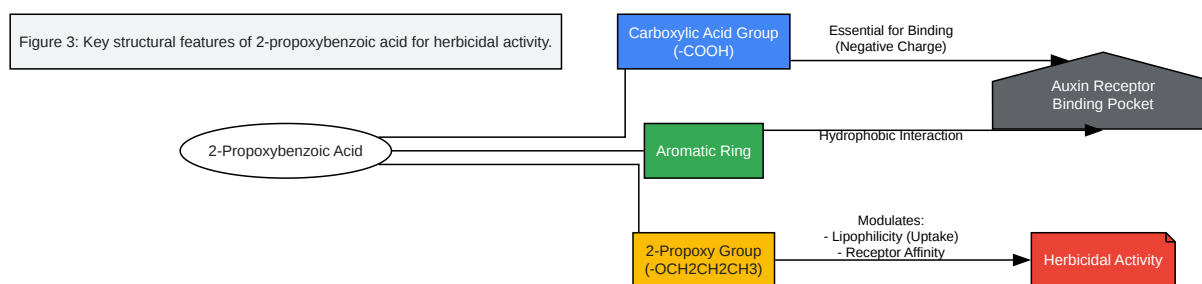 Figure 3: Key structural features of 2-propoxybenzoic acid for herbicidal activity.
Carboxylic Acid Group
(-COOH)
Essential for Binding
(Negative Charge)
Auxin Receptor
Binding Pocket
2-Propoxybenzoic Acid
Aromatic Ring
Hydrophobic Interaction
2-Propoxy Group
(-OCH2CH2CH3)
Modulates:
- Lipophilicity (Uptake)
- Receptor Affinity
Herbicidal Activity